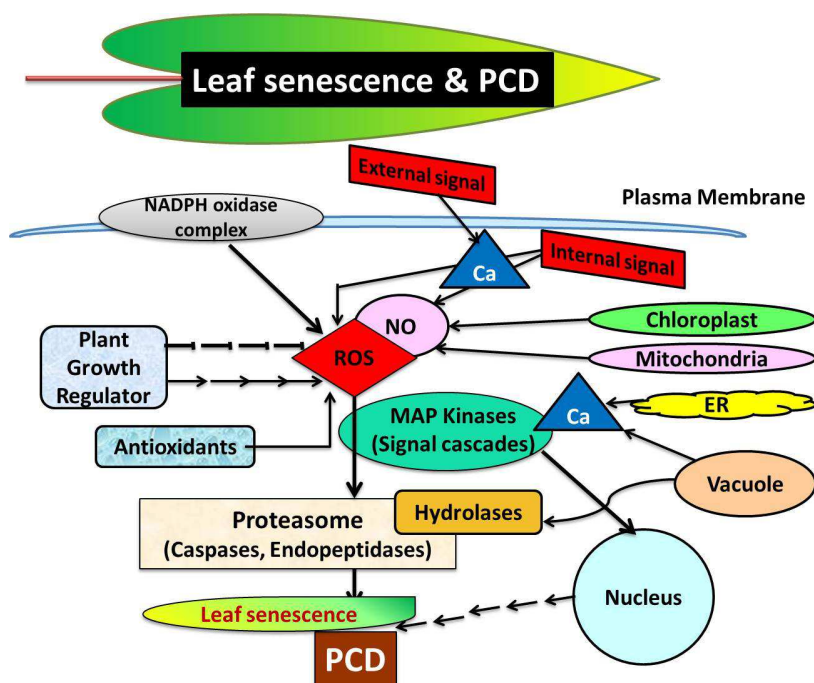 Leaf senescence & PCD
External signal
Plasma Membrane
NADPH oxidase
complex
Internal signal
Ca
NO
Chloroplast
Plant
Growth
Regulator
ROS
Mitochondria
MAP Kinases
(Signal cascades)
Ca
ER
Antioxidants
Vacuole
Hydrolases
Proteasome
(Caspases, Endopeptidases)
Nucleus
Leaf senescence
PCD